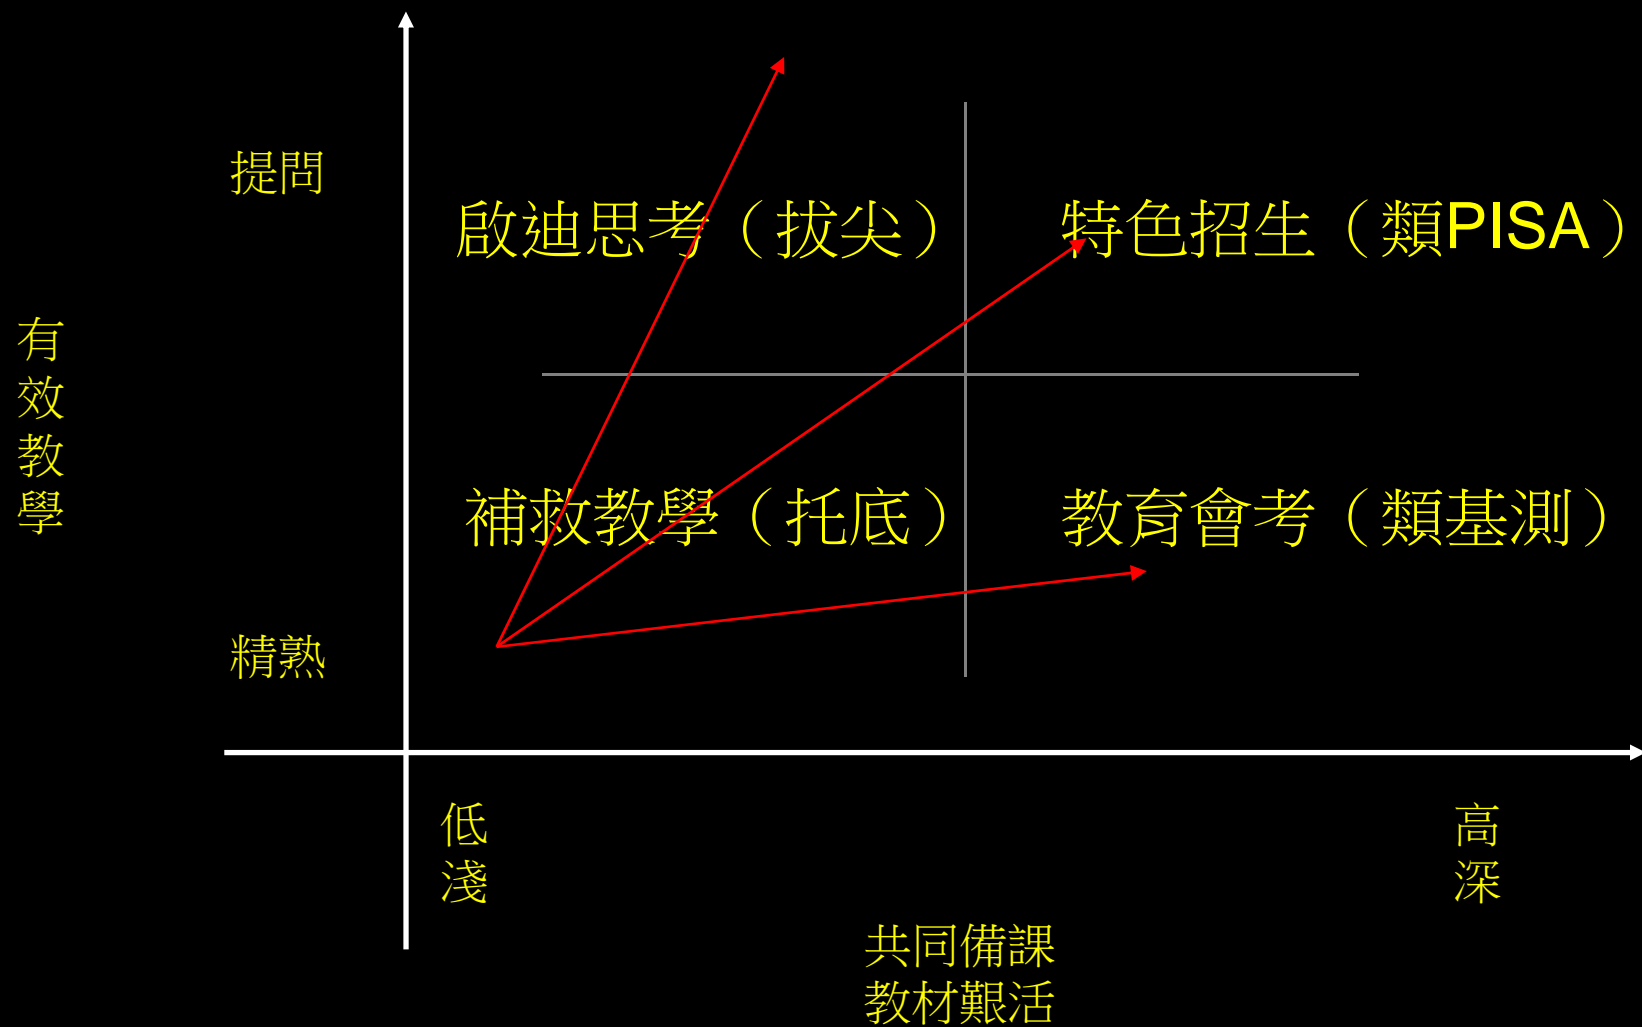 提問
啟迪思考（拔尖）
特色招生（類PISA）
有效教學
補救教學（托底）
教育會考（類基測）
精熟
低淺
高深
共同備課
教材艱活